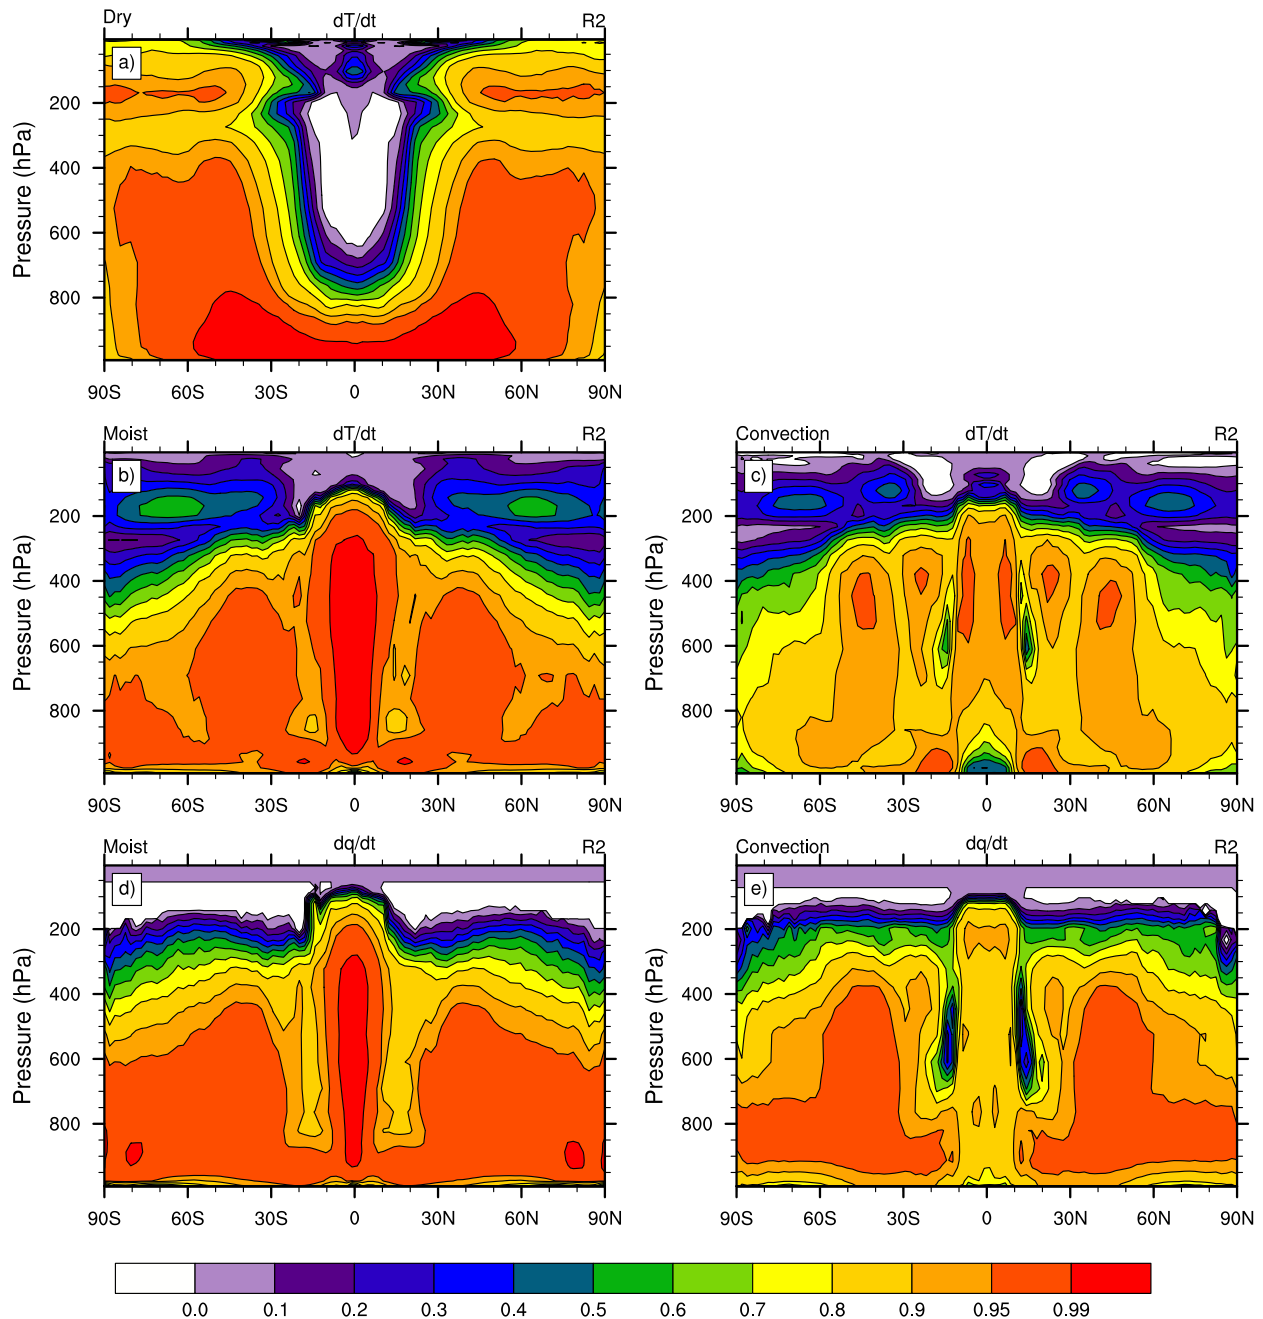 Dry dT/dt R2
a)
Pressure (hPa)
200
400
600
800
90S 60S 30S 0 30N 60N 90N
Moist dT/dt R2
b)
Pressure (hPa)
200
400
600
800
90S 60S 30S 0 30N 60N 90N
Convection dT/dt R2
c)
Pressure (hPa)
200
400
600
800
90S 60S 30S 0 30N 60N 90N
Moist dq/dt R2
d)
Pressure (hPa)
200
400
600
800
90S 60S 30S 0 30N 60N 90N
Convection dq/dt R2
e)
Pressure (hPa)
200
400
600
800
90S 60S 30S 0 30N 60N 90N
0.0 0.1 0.2 0.3 0.4 0.5 0.6 0.7 0.8 0.9 0.95 0.99